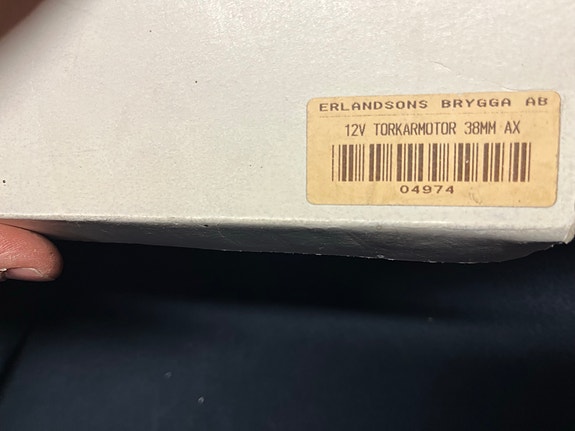 ERLANDSONS BRYGGA AB
12V TORKARMOTOR 38MM AX
04974